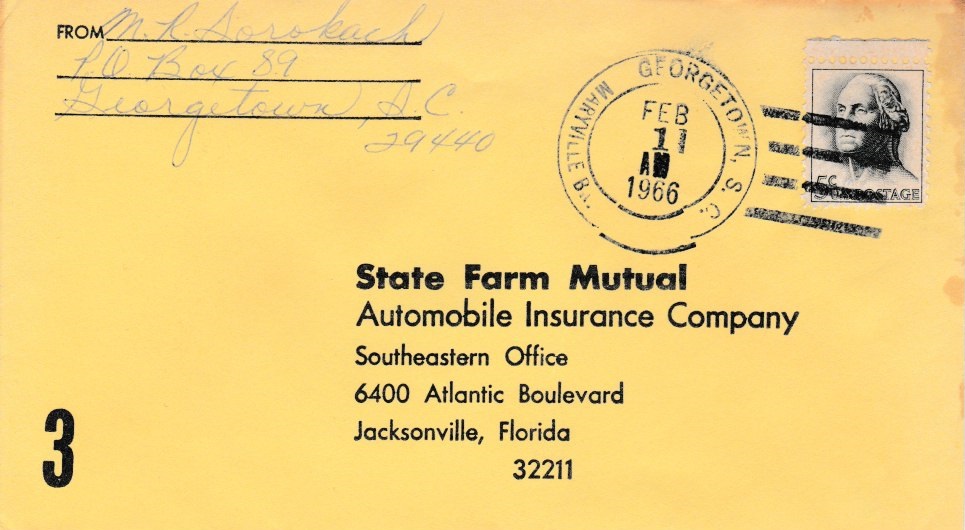 FROM M. R. Sorokach
P.O. Box 89
Georgetown, S.C.
29440
GEORGETOWN, S. C.
MARYVILLE BR.
FEB
11
AM
1966
5c U.S. POSTAGE
State Farm Mutual
Automobile Insurance Company
Southeastern Office
6400 Atlantic Boulevard
Jacksonville, Florida
32211
3